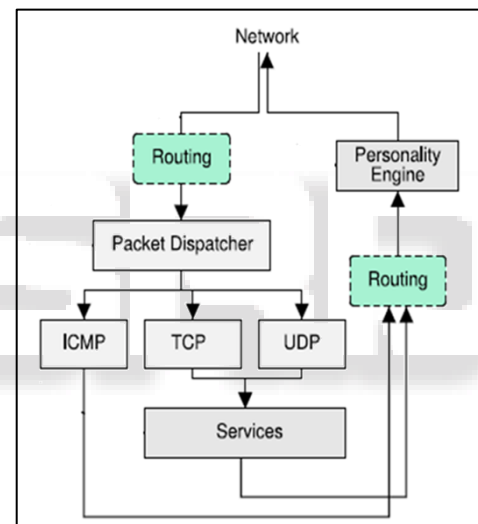 Network
Routing
Personality
Engine
Packet Dispatcher
Routing
ICMP
TCP
UDP
Services